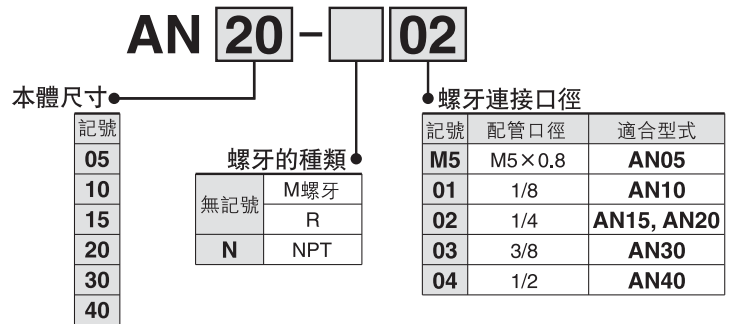 AN 20 - 02
本體尺寸
記號
05
10
15
20
30
40
螺牙的種類
無記號 M螺牙
R
N NPT
螺牙連接口徑
記號 配管口徑 適合型式
M5 M5×0.8 AN05
01 1/8 AN10
02 1/4 AN15, AN20
03 3/8 AN30
04 1/2 AN40